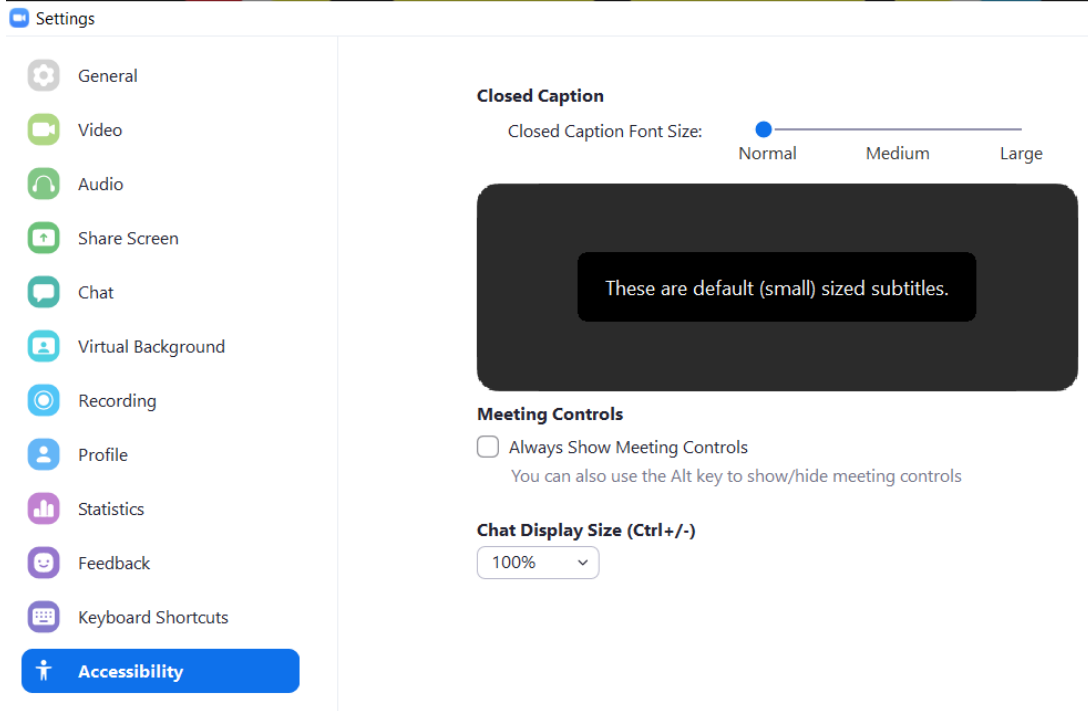 Settings
General
Video
Audio
Share Screen
Chat
Virtual Background
Recording
Profile
Statistics
Feedback
Keyboard Shortcuts
Accessibility
Closed Caption
Closed Caption Font Size:
Normal Medium Large
These are default (small) sized subtitles.
Meeting Controls
Always Show Meeting Controls
You can also use the Alt key to show/hide meeting controls
Chat Display Size (Ctrl+/-)
100%